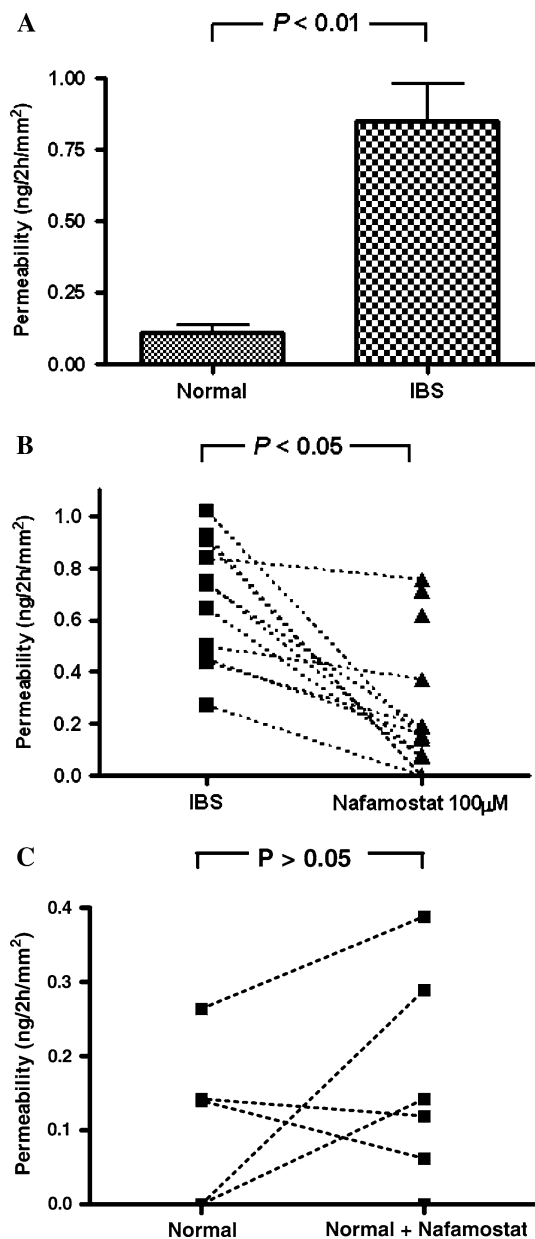 A
P < 0.01
Permeability (ng/2h/mm²)
1.00
0.75
0.50
0.25
0.00
Normal
IBS
B
P < 0.05
Permeability (ng/2h/mm²)
1.0
0.8
0.6
0.4
0.2
0.0
IBS
Nafamostat 100µM
C
P > 0.05
Permeability (ng/2h/mm²)
0.4
0.3
0.2
0.1
0.0
Normal
Normal + Nafamostat